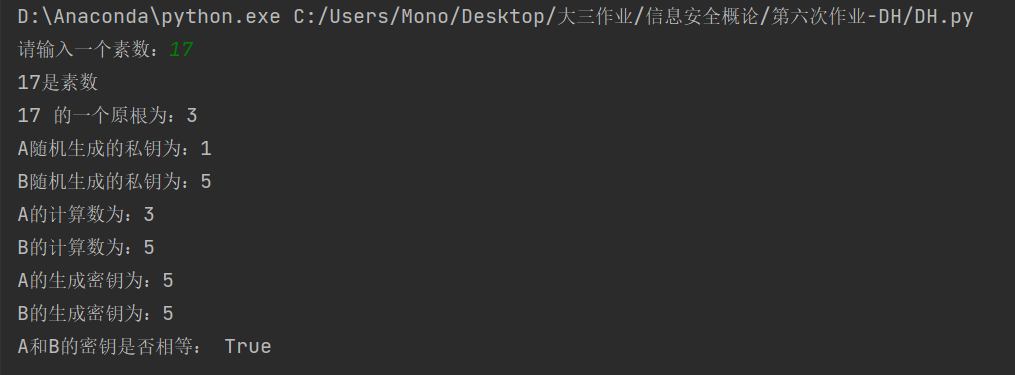 D:\Anaconda\python.exe C:/Users/Mono/Desktop/大三作业/信息安全概论/第六次作业-DH/DH.py
请输入一个素数：17
17是素数
17 的一个原根为：3
A随机生成的私钥为：1
B随机生成的私钥为：5
A的计算数为：3
B的计算数为：5
A的生成密钥为：5
B的生成密钥为：5
A和B的密钥是否相等： True